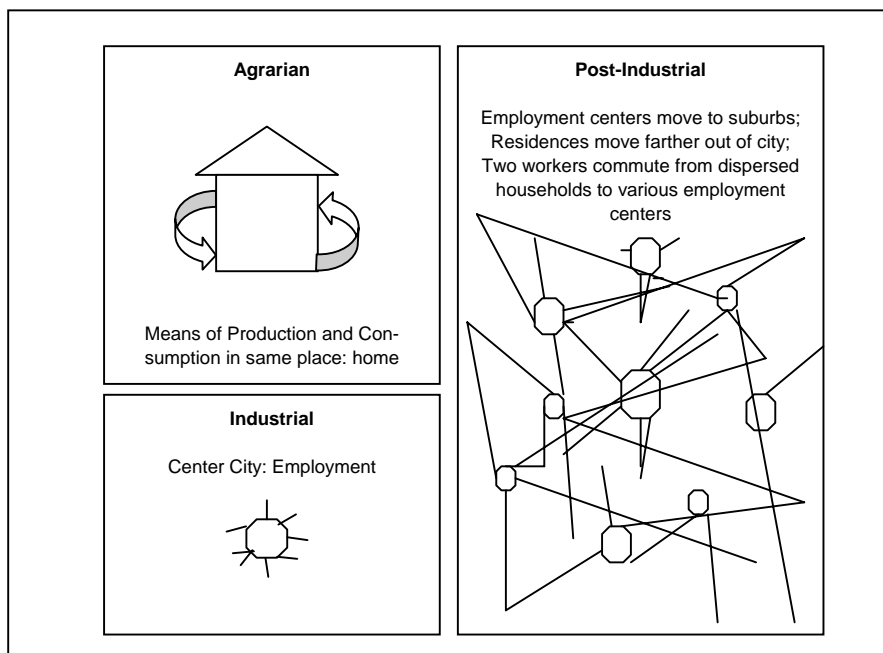 Agrarian
Means of Production and Con-
sumption in same place: home
Industrial
Center City: Employment
Post-Industrial
Employment centers move to suburbs;
Residences move farther out of city;
Two workers commute from dispersed
households to various employment
centers